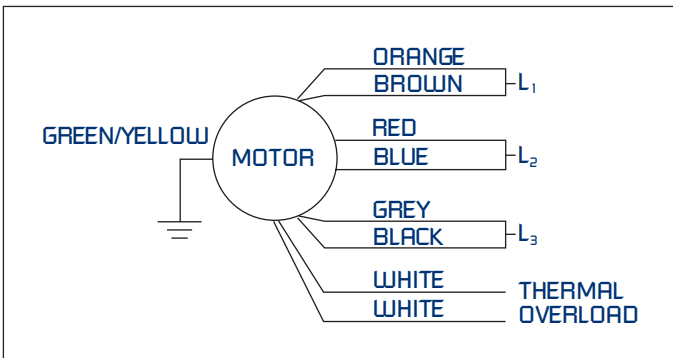 ORANGE
BROWN
L₁
GREEN/YELLOW
MOTOR
RED
BLUE
L₂
GREY
BLACK
L₃
WHITE
WHITE
THERMAL
OVERLOAD